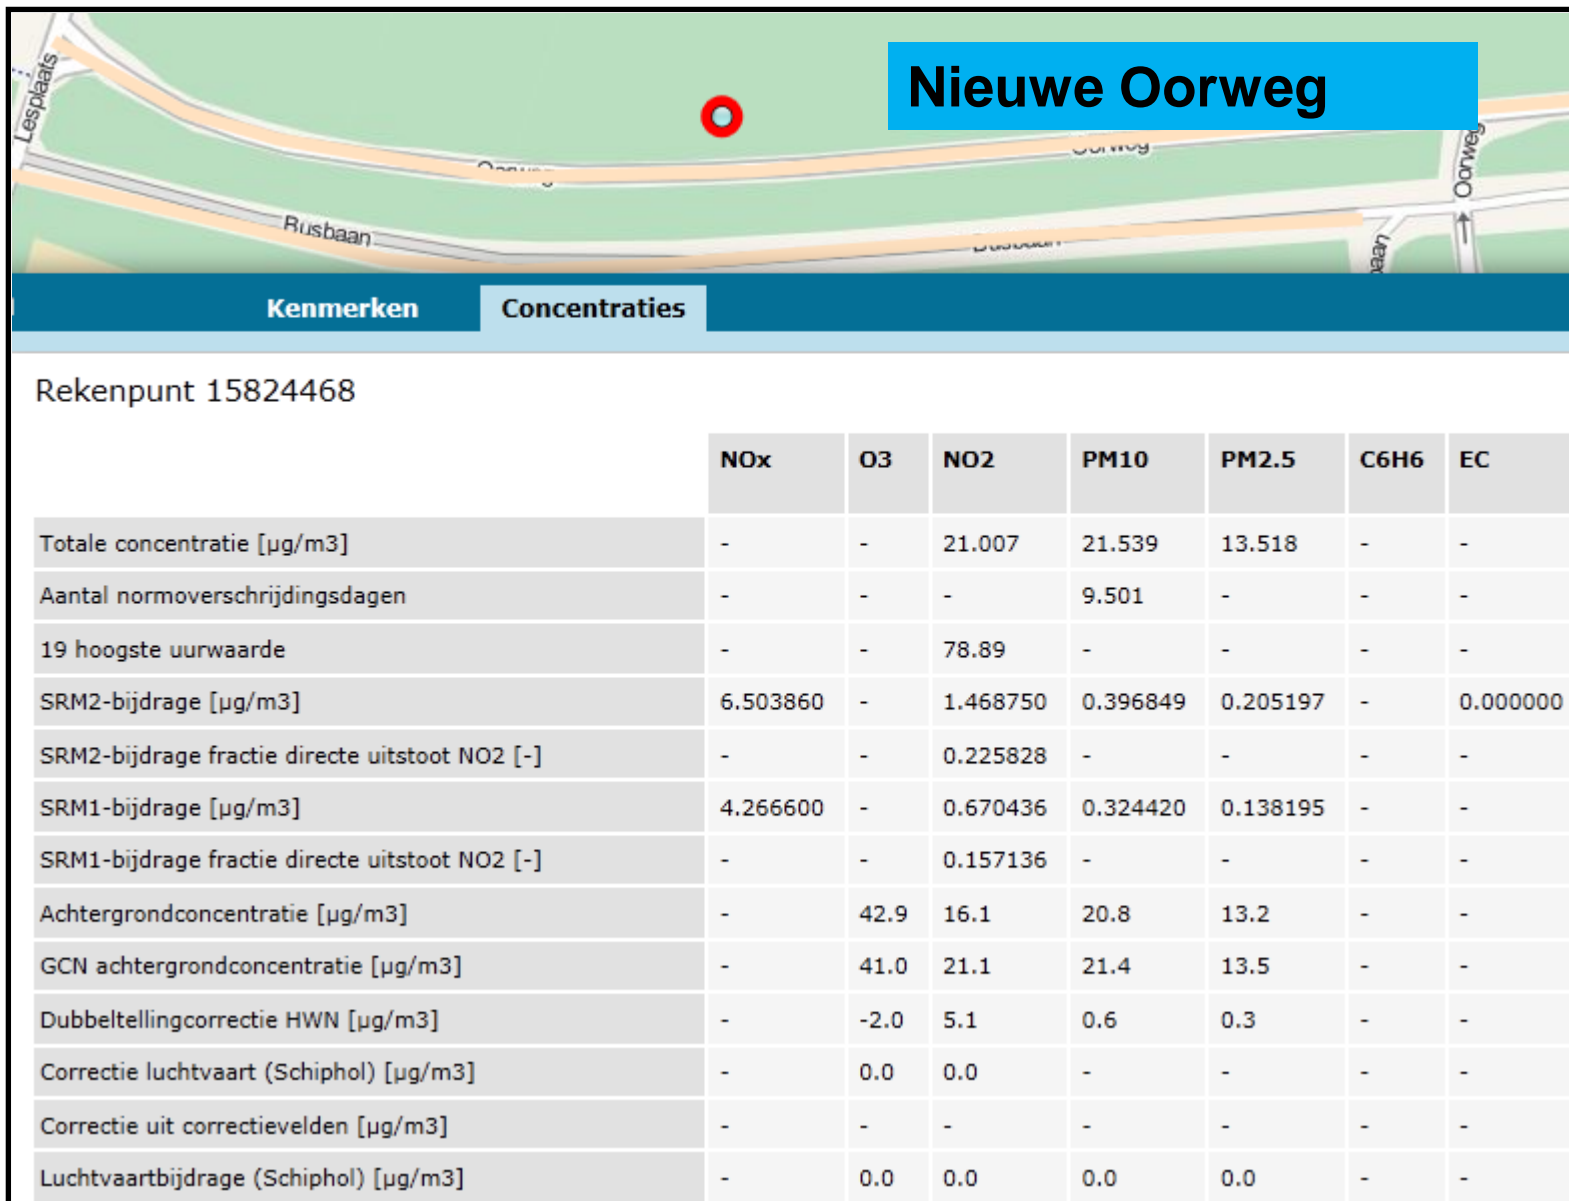 Nieuwe Oorweg
Lesplaats
Oorweg
Oorweg
Busbaan
Kenmerken Concentraties
Rekenpunt 15824468
NOx O3 NO2 PM10 PM2.5 C6H6 EC
Totale concentratie [µg/m3] - - 21.007 21.539 13.518 - -
Aantal normoverschrijdingsdagen - - - 9.501 - - -
19 hoogste uurwaarde - - 78.89 - - - -
SRM2-bijdrage [µg/m3] 6.503860 - 1.468750 0.396849 0.205197 - 0.000000
SRM2-bijdrage fractie directe uitstoot NO2 [-] - - 0.225828 - - - -
SRM1-bijdrage [µg/m3] 4.266600 - 0.670436 0.324420 0.138195 - -
SRM1-bijdrage fractie directe uitstoot NO2 [-] - - 0.157136 - - - -
Achtergrondconcentratie [µg/m3] - 42.9 16.1 20.8 13.2 - -
GCN achtergrondconcentratie [µg/m3] - 41.0 21.1 21.4 13.5 - -
Dubbeltellingcorrectie HWN [µg/m3] - -2.0 5.1 0.6 0.3 - -
Correctie luchtvaart (Schiphol) [µg/m3] - 0.0 0.0 - - - -
Correctie uit correctievelden [µg/m3] - - - - - - -
Luchtvaartbijdrage (Schiphol) [µg/m3] - 0.0 0.0 0.0 0.0 - -